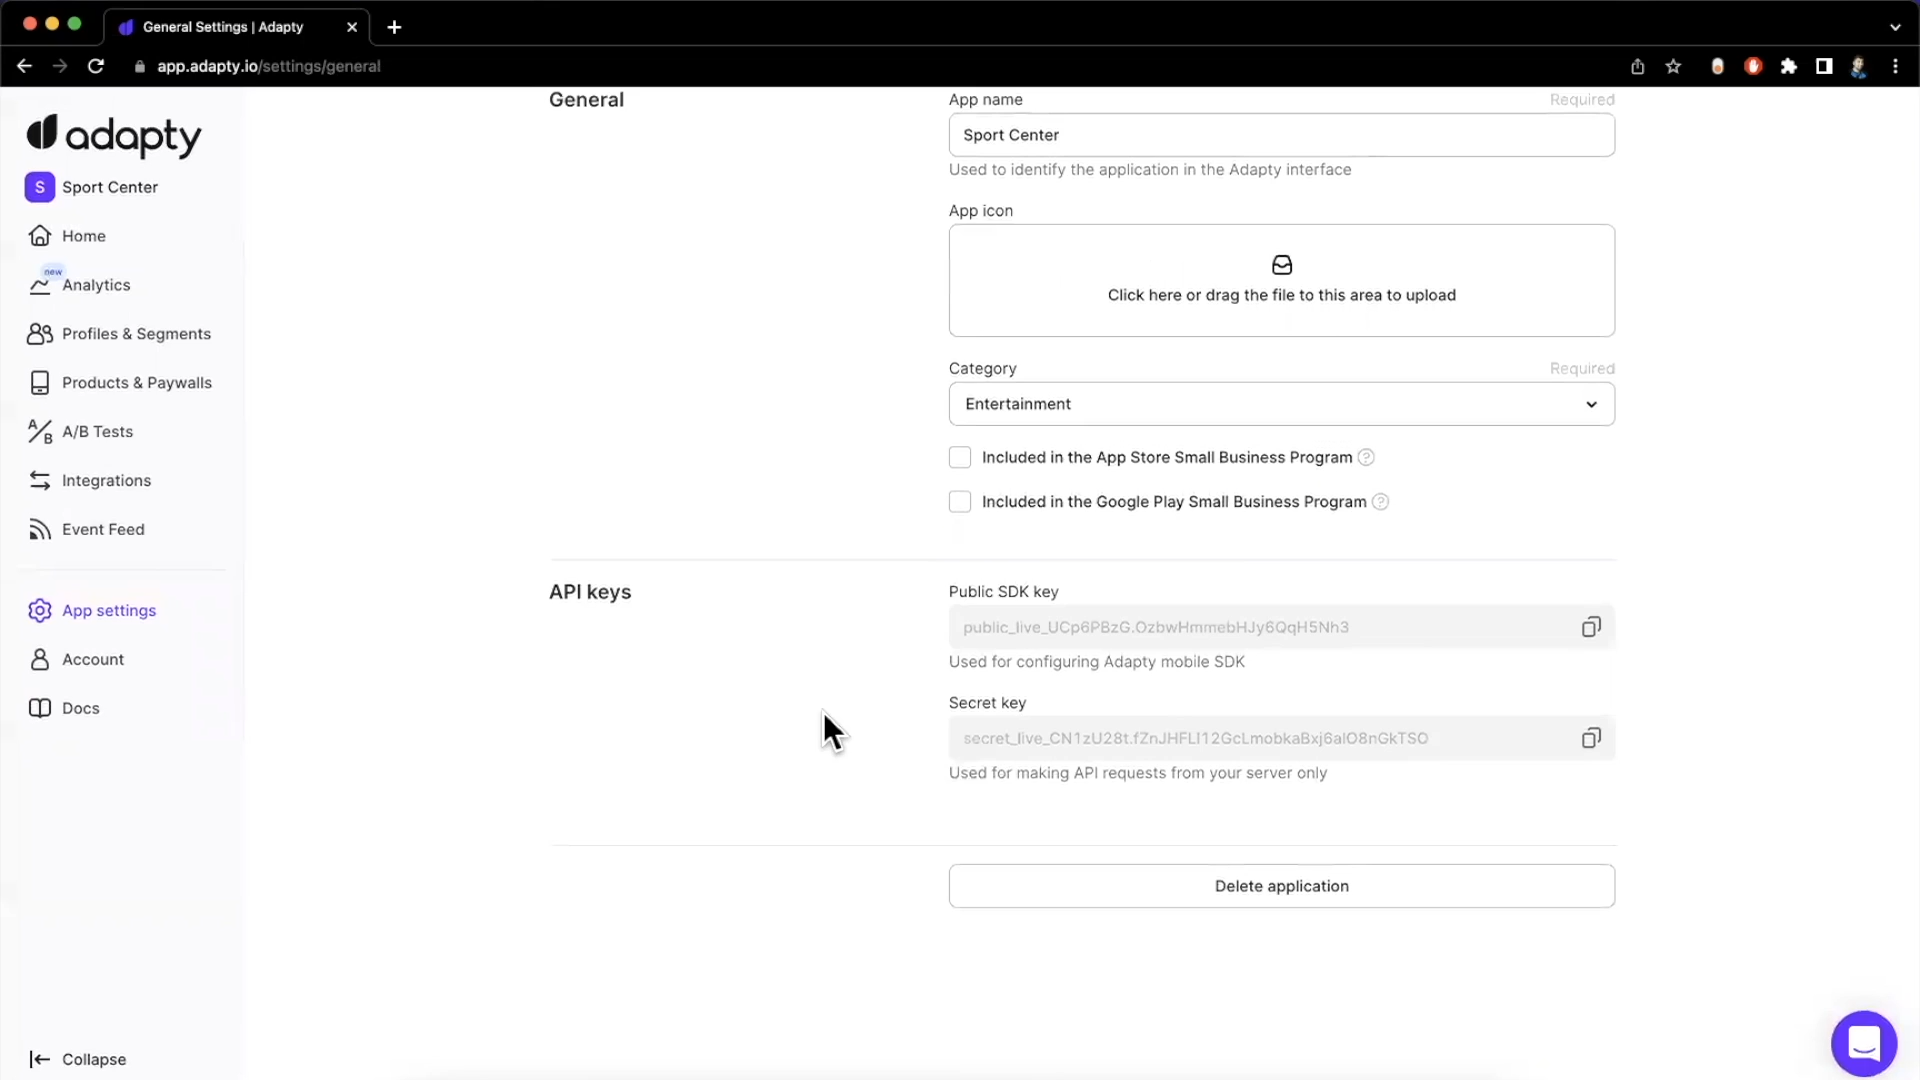 General Settings | Adapty
app.adapty.io/settings/general
adapty
S Sport Center
Home
new
Analytics
Profiles & Segments
Products & Paywalls
A/B A/B Tests
Integrations
Event Feed
App settings
Account
Docs
Collapse
General
App name Required
Sport Center
Used to identify the application in the Adapty interface
App icon
Click here or drag the file to this area to upload
Category Required
Entertainment
Included in the App Store Small Business Program ?
Included in the Google Play Small Business Program ?
API keys
Public SDK key
public_live_UCp6PBzG.OzbwHmmebHJy6QqH5Nh3
Used for configuring Adapty mobile SDK
Secret key
secret_live_CN1zU28t.fZnJHFLI12GcLmobkaBxj6alO8nGkTSO
Used for making API requests from your server only
Delete application